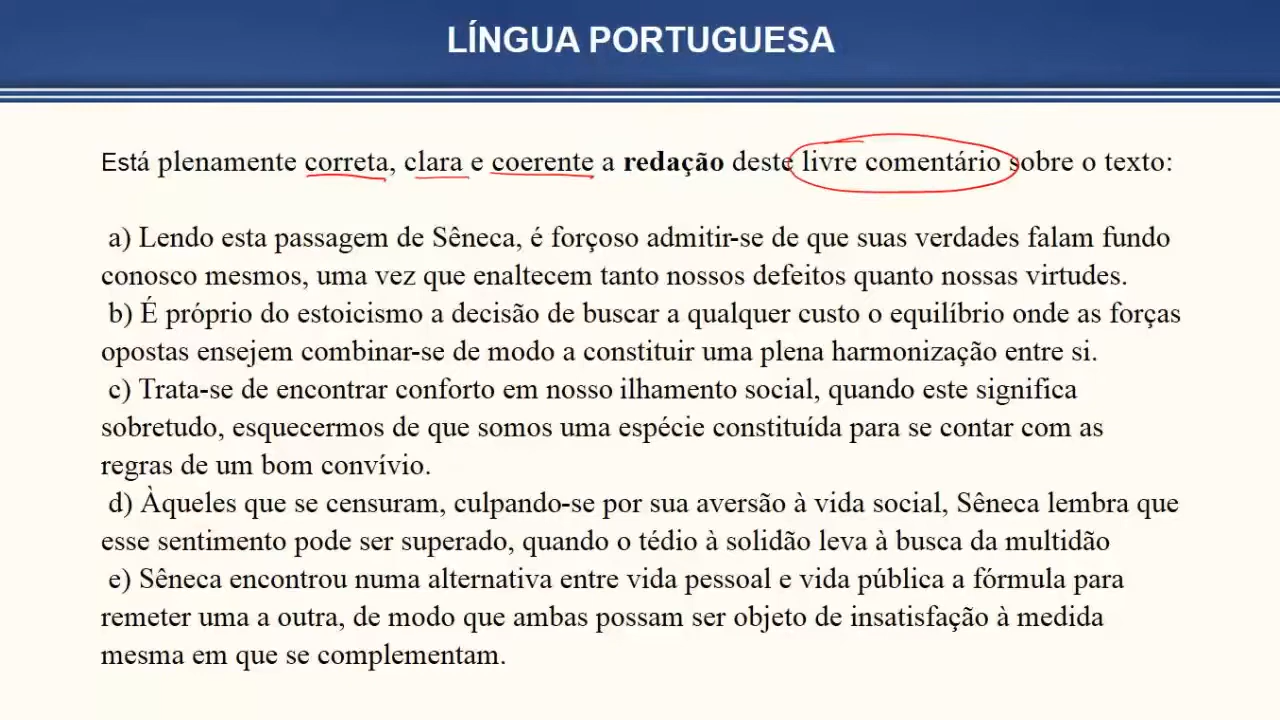 LÍNGUA PORTUGUESA
Está plenamente correta, clara e coerente a redação deste livre comentário sobre o texto:
a) Lendo esta passagem de Sêneca, é forçoso admitir-se de que suas verdades falam fundo
conosco mesmos, uma vez que enaltecem tanto nossos defeitos quanto nossas virtudes.
b) É próprio do estoicismo a decisão de buscar a qualquer custo o equilíbrio onde as forças
opostas ensejem combinar-se de modo a constituir uma plena harmonização entre si.
c) Trata-se de encontrar conforto em nosso ilhamento social, quando este significa
sobretudo, esquecermos de que somos uma espécie constituída para se contar com as
regras de um bom convívio.
d) Àqueles que se censuram, culpando-se por sua aversão à vida social, Sêneca lembra que
esse sentimento pode ser superado, quando o tédio à solidão leva à busca da multidão
e) Sêneca encontrou numa alternativa entre vida pessoal e vida pública a fórmula para
remeter uma a outra, de modo que ambas possam ser objeto de insatisfação à medida
mesma em que se complementam.